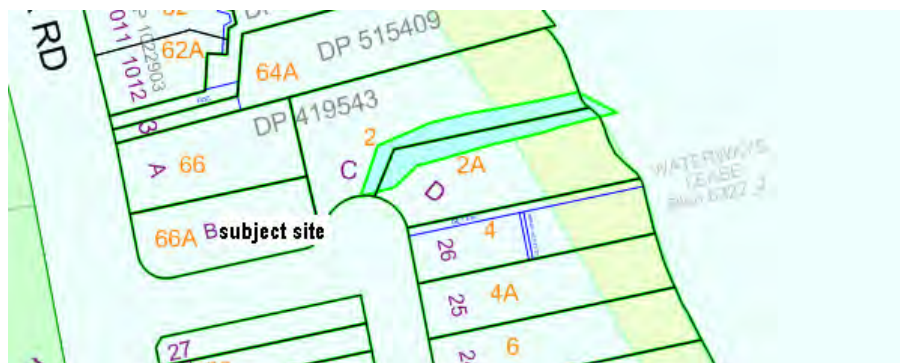 RD
1011
P 1022903
1012
62A
DP 515409
64A
DP 419543
3
A
66
C
2
2A
D
WATERWAYS
LEASE
66A
B
subject site
4
26
25
4A
6
27